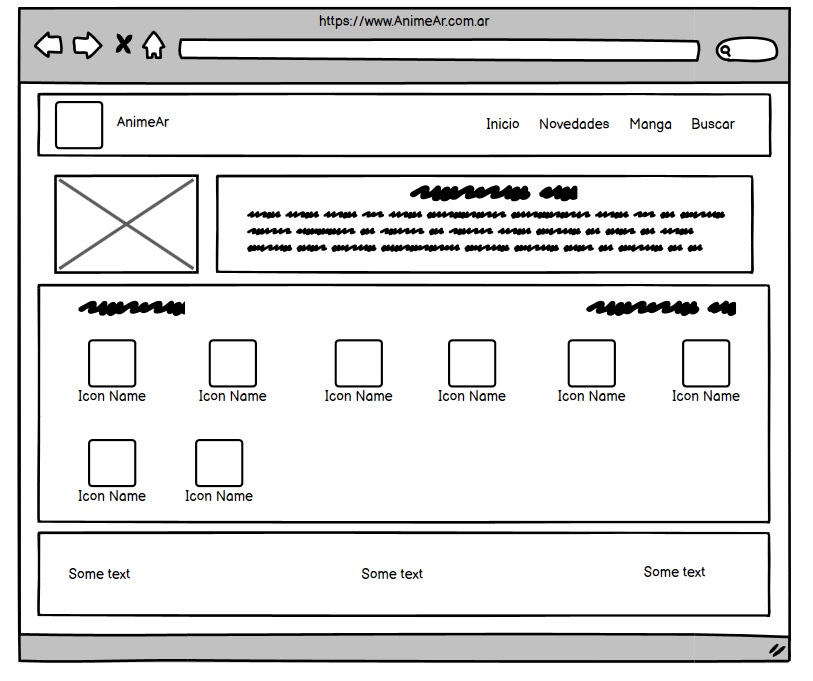 https://www.AnimeAr.com.ar
AnimeAr Inicio Novedades Manga Buscar
Icon Name Icon Name Icon Name Icon Name Icon Name Icon Name
Icon Name Icon Name
Some text Some text Some text